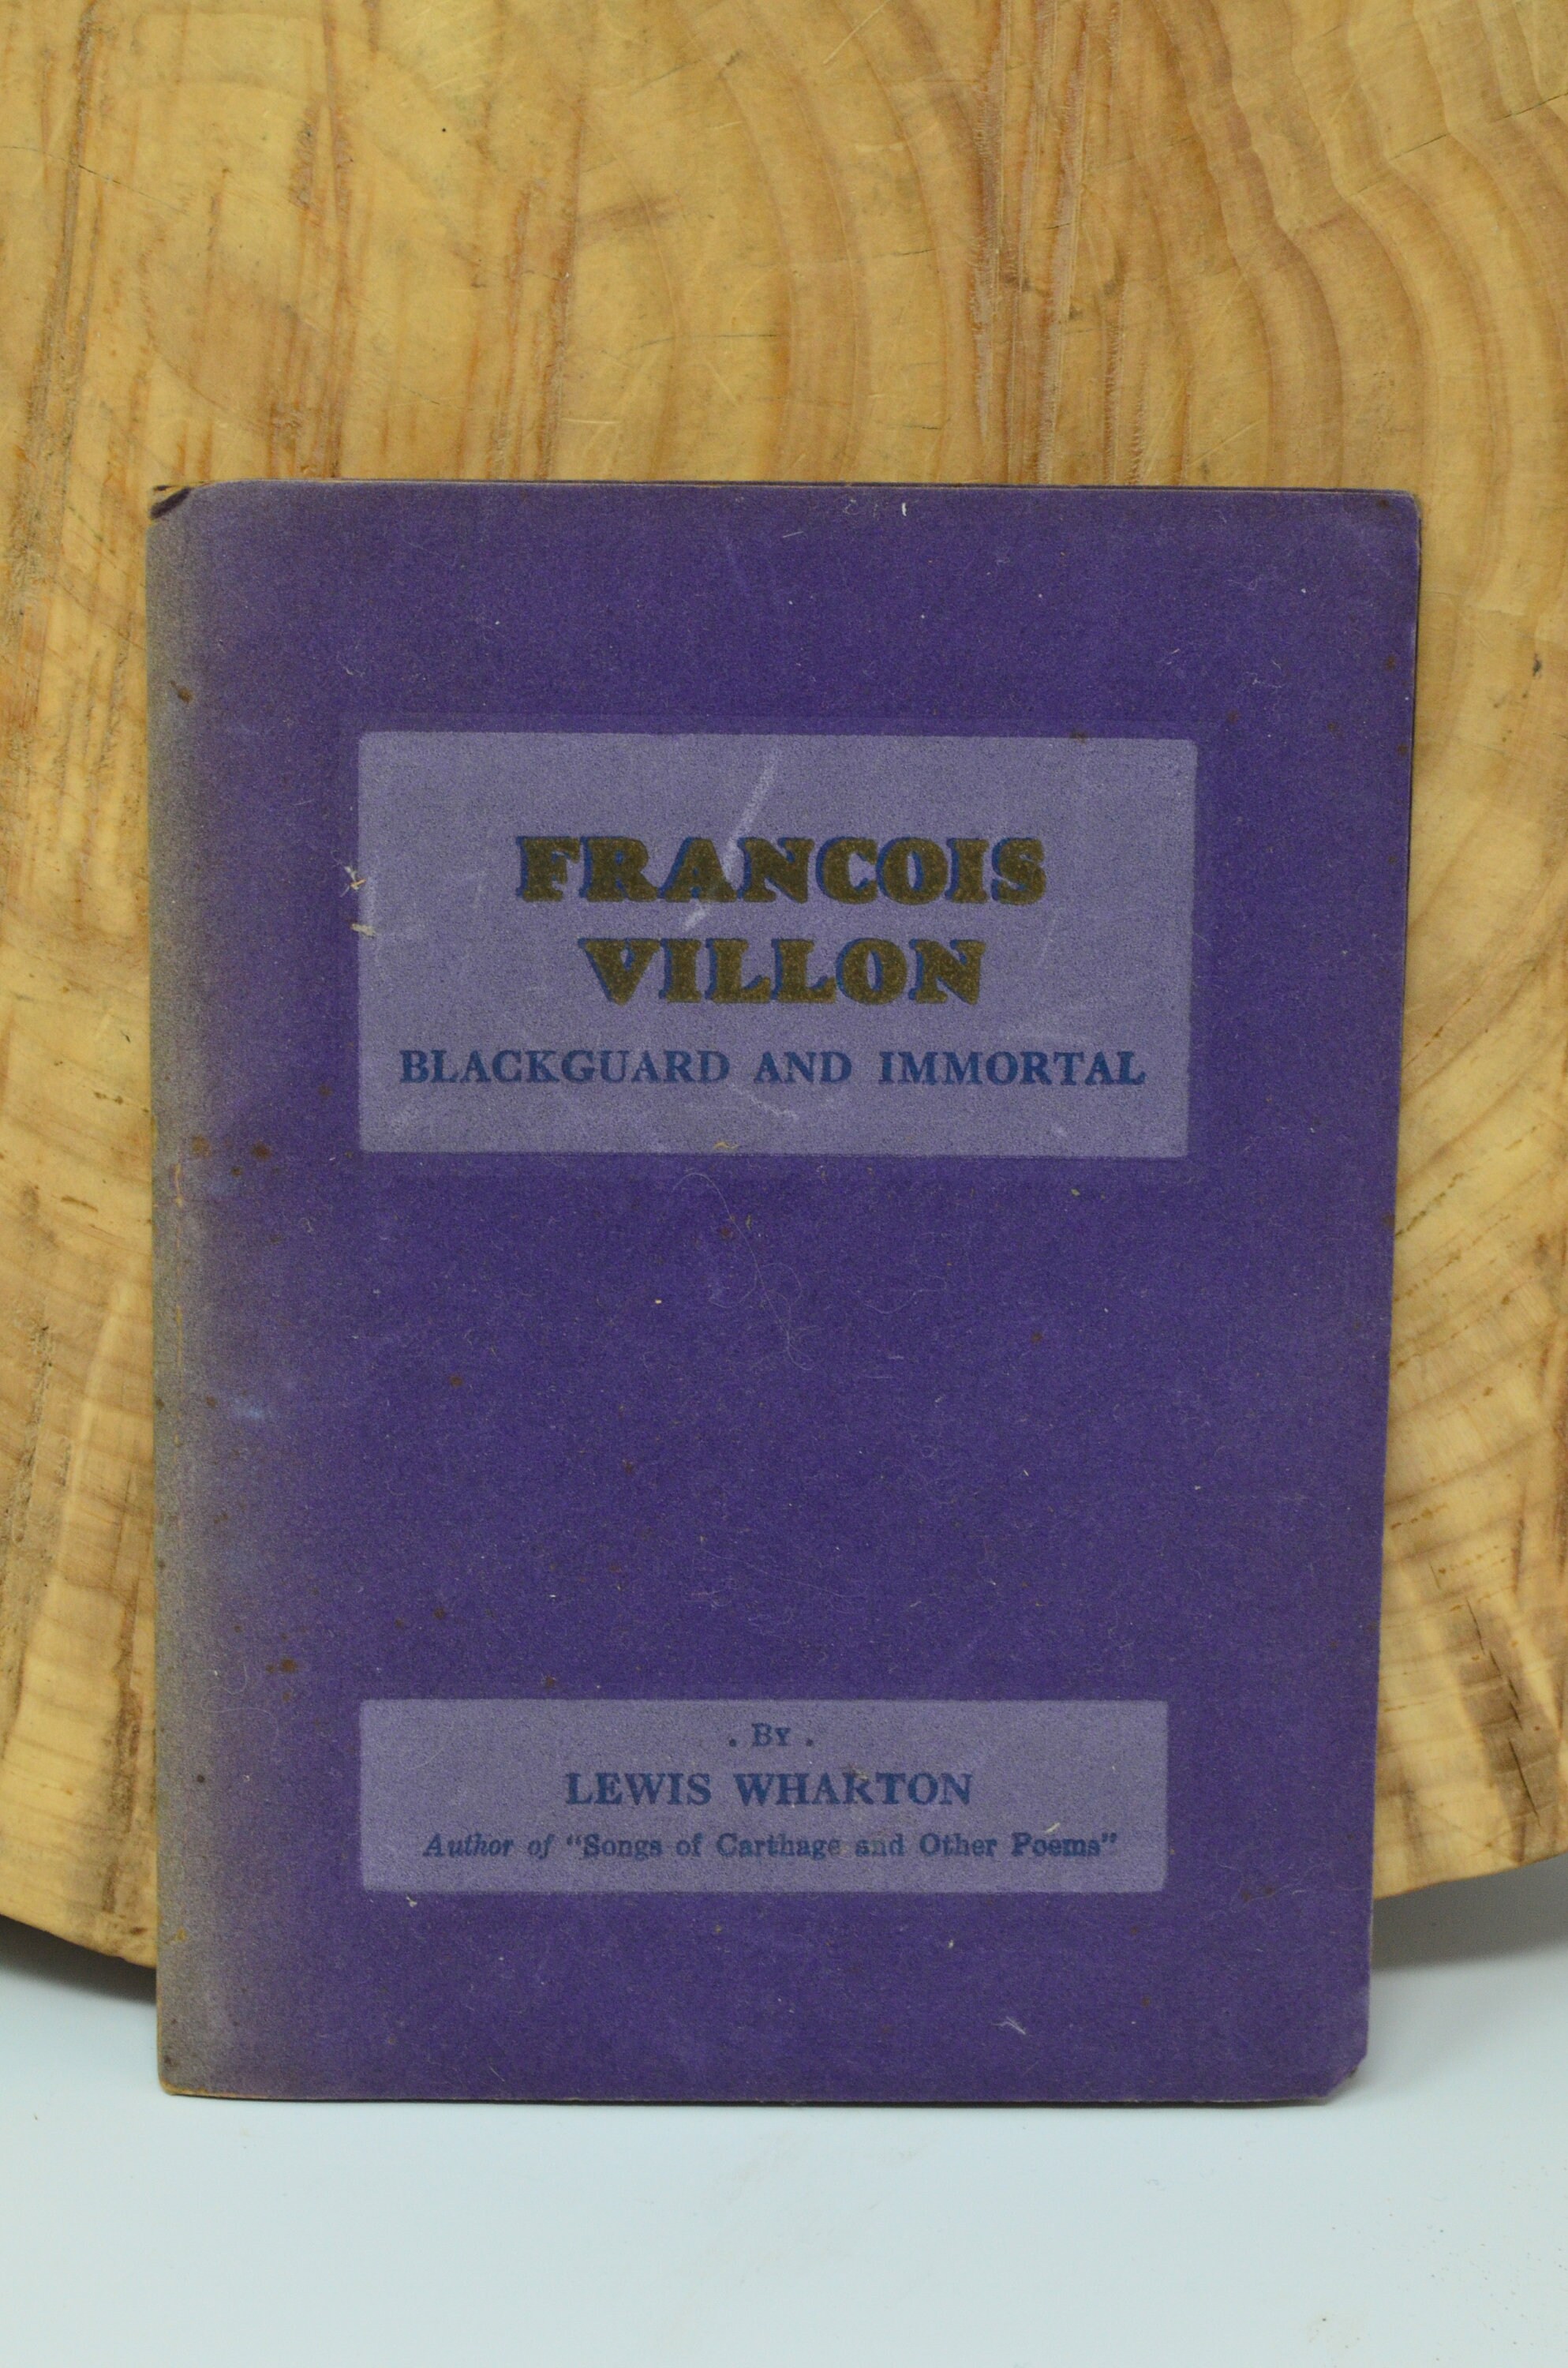 FRANCOIS
VILLON
BLACKGUARD AND IMMORTAL
. BY .
LEWIS WHARTON
Author of "Songs of Carthage and Other Poems"